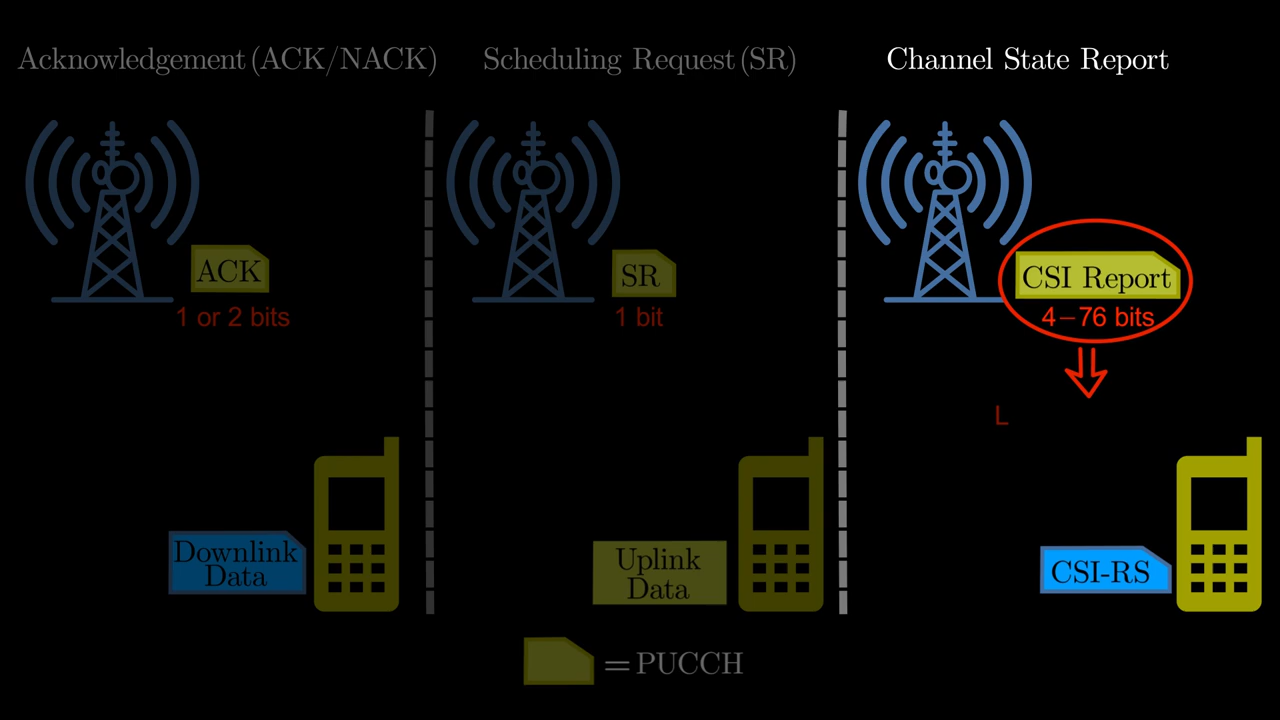 Acknowledgement (ACK/NACK)
Scheduling Request (SR)
Channel State Report
ACK
1 or 2 bits
SR
1 bit
CSI Report
4–76 bits
L
Downlink
Data
Uplink
Data
CSI-RS
= PUCCH